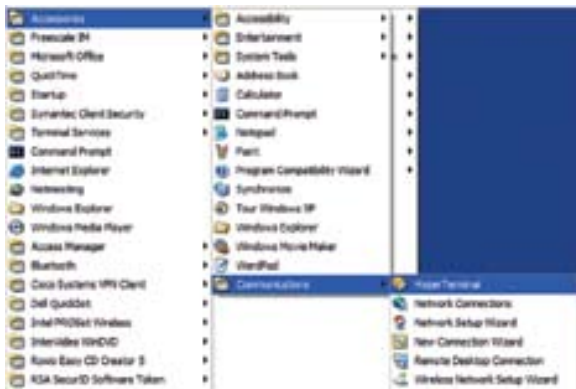 Accessories
Freescale IM
Microsoft Office
QuickTime
Startup
Symantec Client Security
Terminal Services
Command Prompt
Internet Explorer
NetMeeting
Windows Explorer
Windows Media Player
Access Manager
Bluetooth
Cisco Systems VPN Client
Dell QuickSet
Intel PROSet Wireless
InterVideo WinDVD
Roxio Easy CD Creator 5
RSA SecurID Software Token
Accessibility
Entertainment
System Tools
Address Book
Calculator
Command Prompt
Notepad
Paint
Program Compatibility Wizard
Synchronize
Tour Windows XP
Windows Explorer
Windows Movie Maker
WordPad
Communications
HyperTerminal
Network Connections
Network Setup Wizard
New Connection Wizard
Remote Desktop Connection
Wireless Network Setup Wizard